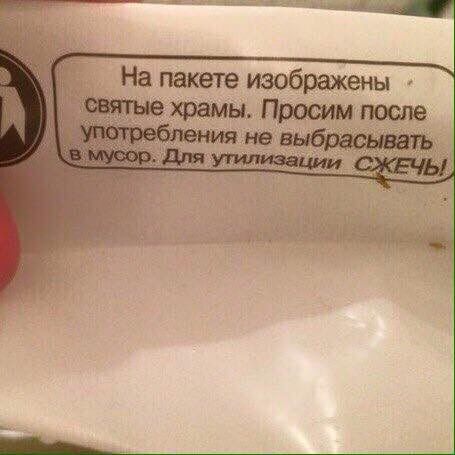 На пакете изображены
святые храмы. Просим после
употребления не выбрасывать
в мусор. Для утилизации СЖЕЧЬ!